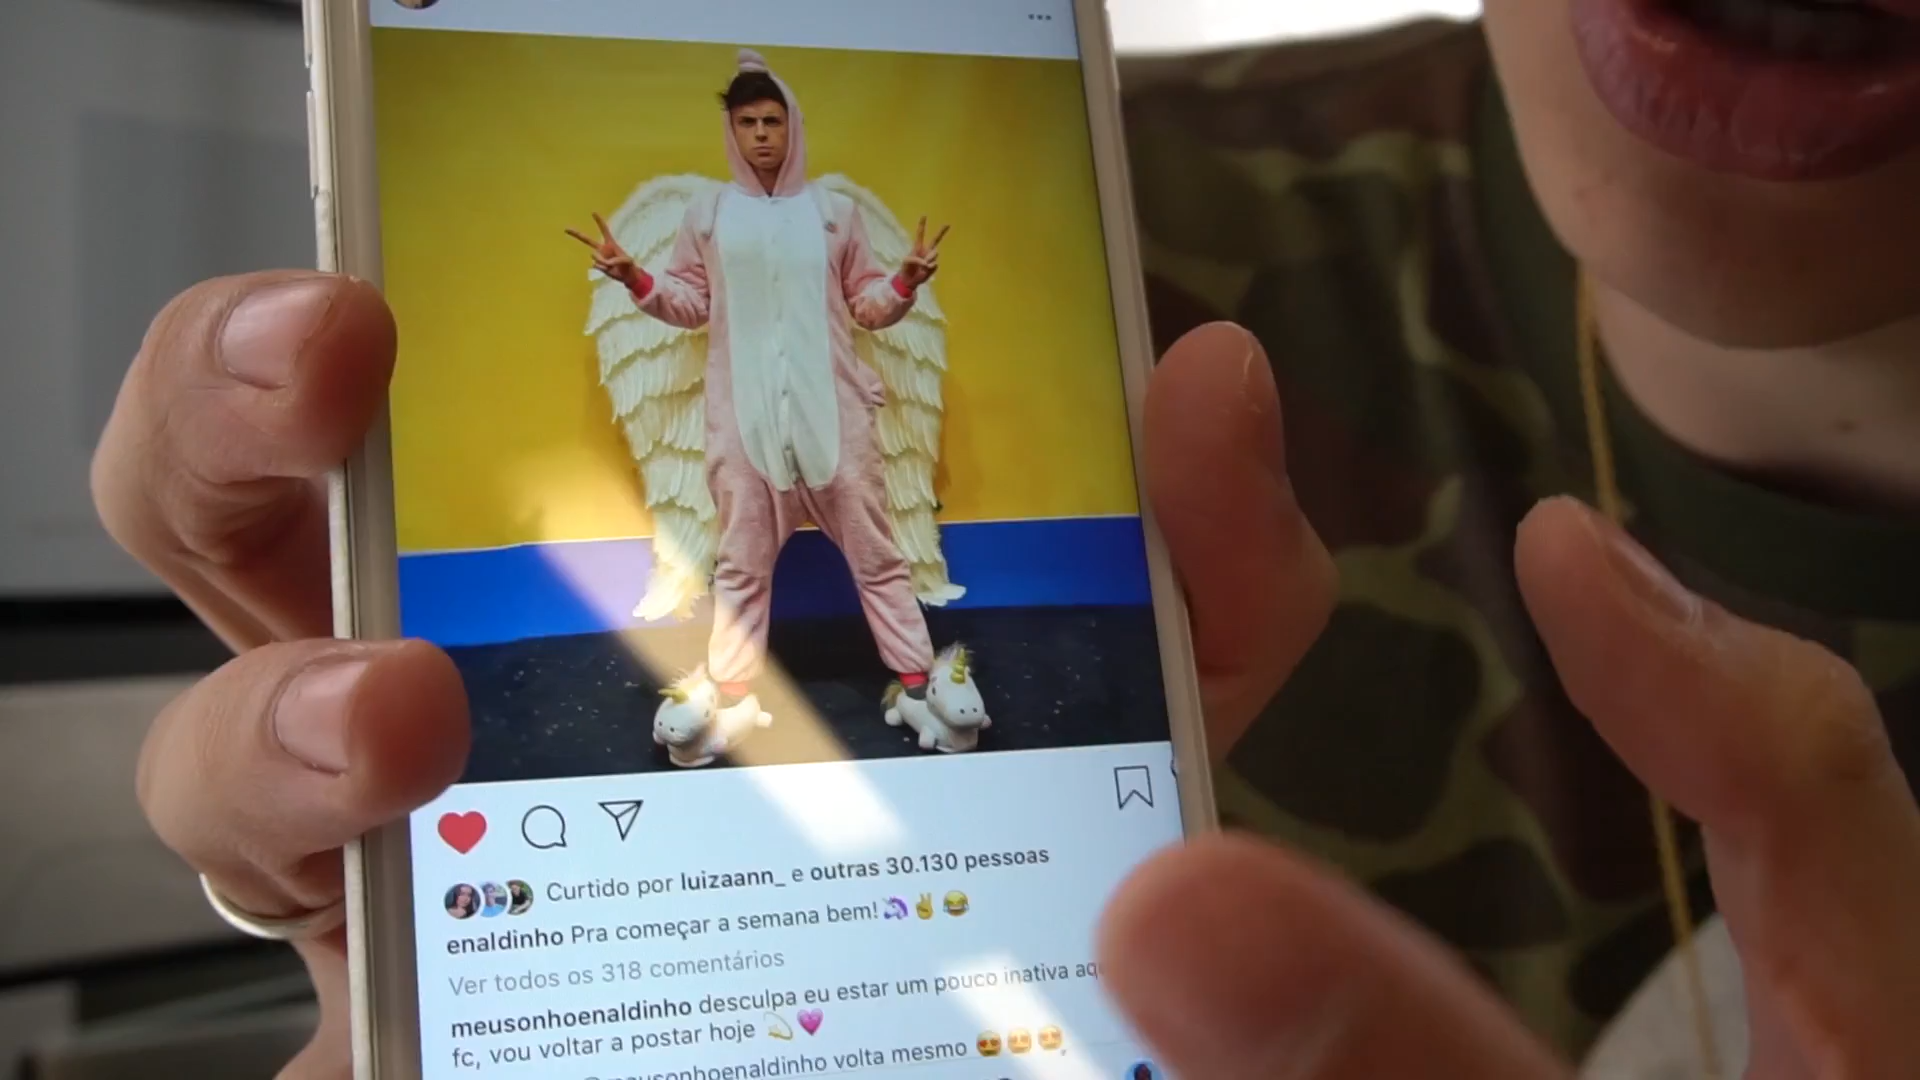 Curtido por luizaann_ e outras 30.130 pessoas
enaldinho Pra começar a semana bem!🦄✌️😂
Ver todos os 318 comentários
meusonhoenaldinho desculpa eu estar um pouco inativa
fc, vou voltar a postar hoje 💫💗
volta mesmo 😍😍😍,